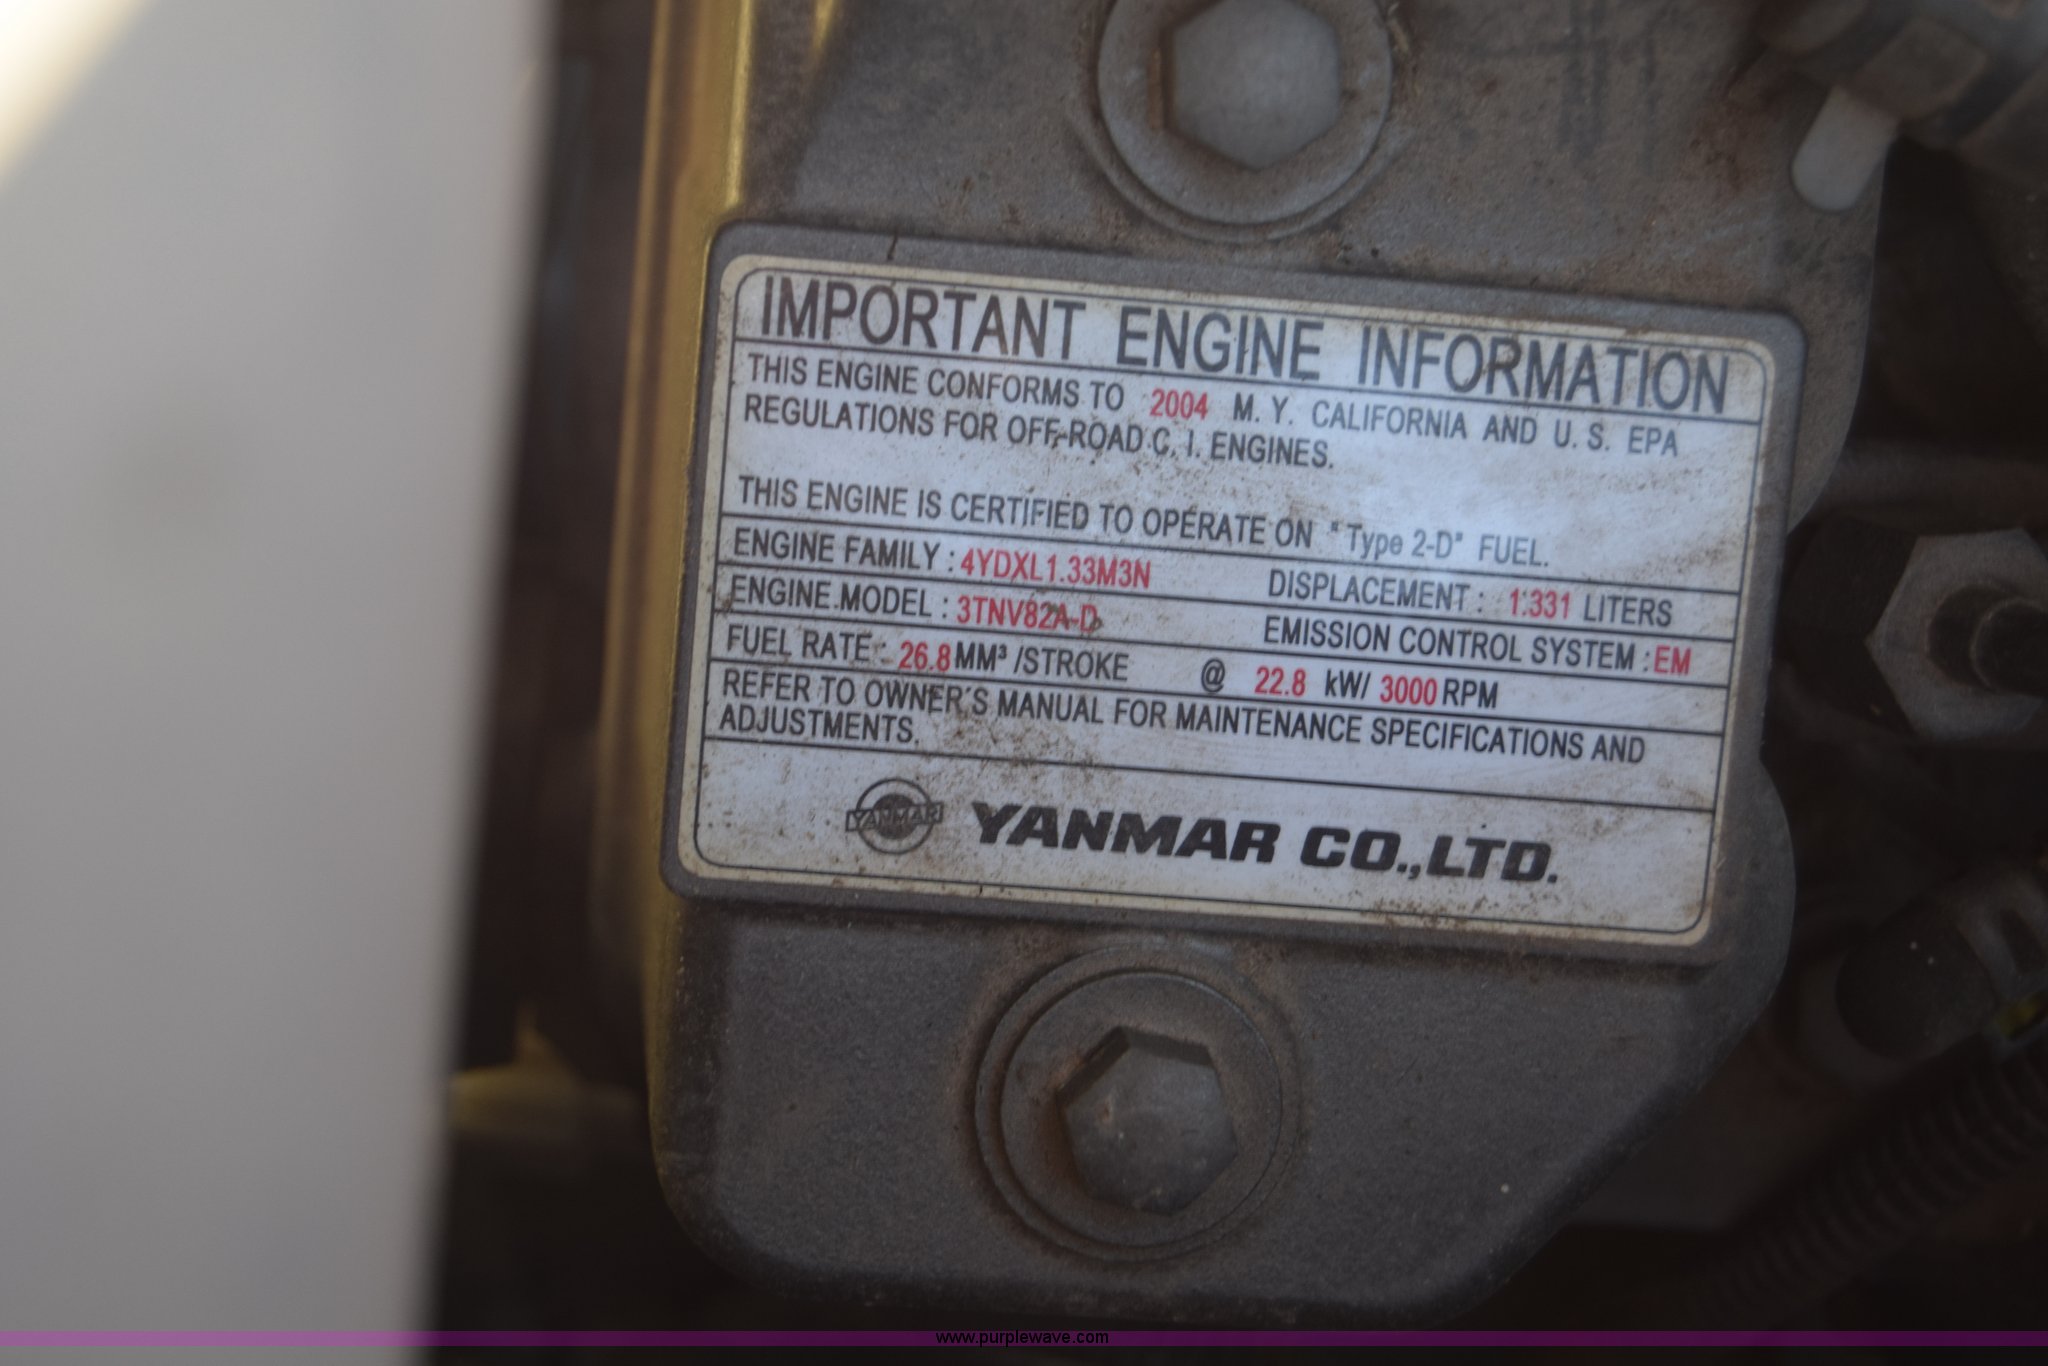 IMPORTANT ENGINE INFORMATION
THIS ENGINE CONFORMS TO 2004 M. Y. CALIFORNIA AND U. S. EPA
REGULATIONS FOR OFF-ROAD C. I. ENGINES.
THIS ENGINE IS CERTIFIED TO OPERATE ON "Type 2-D" FUEL.
ENGINE FAMILY : 4YDXL1.33M3N DISPLACEMENT : 1.331 LITERS
ENGINE MODEL : 3TNV82A-D EMISSION CONTROL SYSTEM : EM
FUEL RATE : 26.8 MM³ /STROKE @ 22.8 kW/ 3000 RPM
REFER TO OWNER'S MANUAL FOR MAINTENANCE SPECIFICATIONS AND
ADJUSTMENTS.
YANMAR YANMAR CO.,LTD.
www.purplewave.com